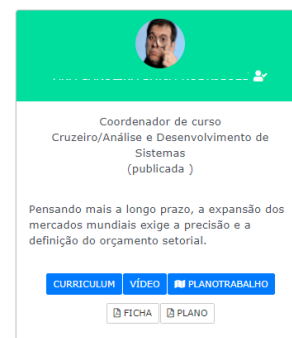 Coordenador de curso
Cruzeiro/Análise e Desenvolvimento de
Sistemas
(publicada )
Pensando mais a longo prazo, a expansão dos
mercados mundiais exige a precisão e a
definição do orçamento setorial.
CURRICULUM VÍDEO PLANOTRABALHO
FICHA PLANO